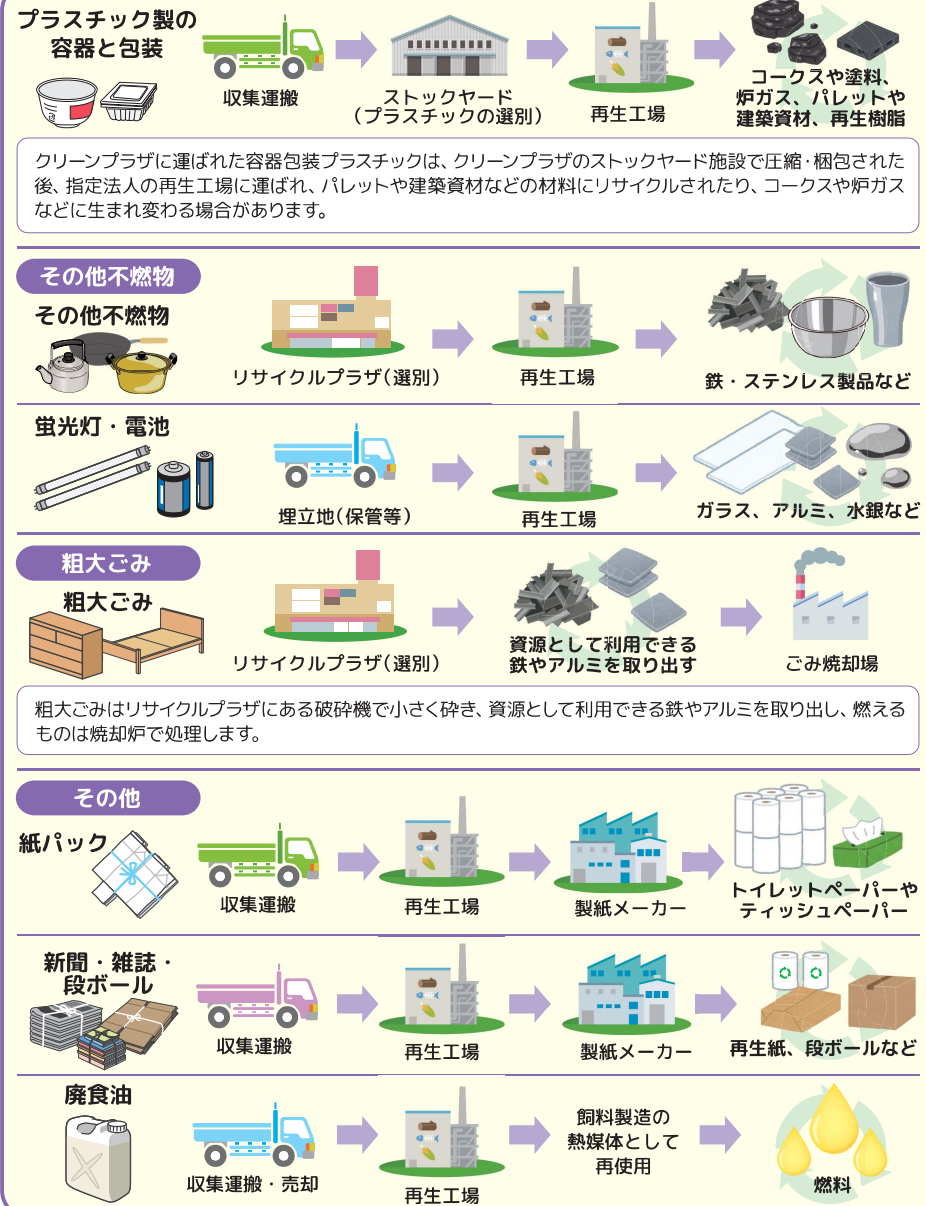 プラスチック製の
容器と包装
収集運搬
ストックヤード
（プラスチックの選別）
再生工場
コークスや塗料、
炉ガス、パレットや
建築資材、再生樹脂
クリーンプラザに運ばれた容器包装プラスチックは、クリーンプラザのストックヤード施設で圧縮・梱包された
後、指定法人の再生工場に運ばれ、パレットや建築資材などの材料にリサイクルされたり、コークスや炉ガス
などに生まれ変わる場合があります。
その他不燃物
その他不燃物
リサイクルプラザ（選別）
再生工場
鉄・ステンレス製品など
蛍光灯・電池
埋立地（保管等）
再生工場
ガラス、アルミ、水銀など
粗大ごみ
粗大ごみ
リサイクルプラザ（選別）
資源として利用できる
鉄やアルミを取り出す
ごみ焼却場
粗大ごみはリサイクルプラザにある破砕機で小さく砕き、資源として利用できる鉄やアルミを取り出し、燃える
ものは焼却炉で処理します。
その他
紙パック
収集運搬
再生工場
製紙メーカー
トイレットペーパーや
ティッシュペーパー
新聞・雑誌・
段ボール
収集運搬
再生工場
製紙メーカー
再生紙、段ボールなど
廃食油
収集運搬・売却
再生工場
飼料製造の
熱媒体として
再使用
燃料